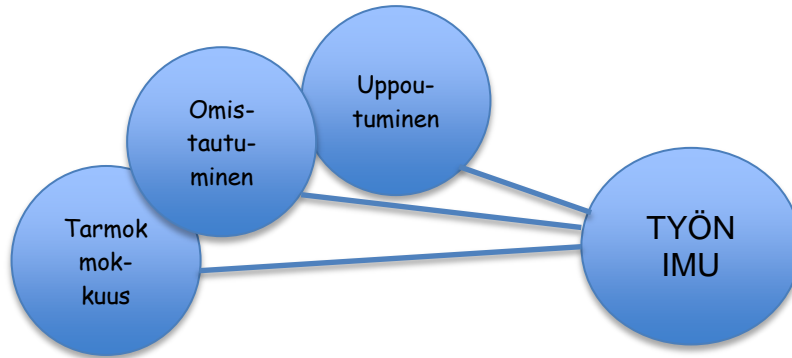 Uppou-
tuminen
Omis-
tautu-
minen
Tarmok
mok-
kuus
TYÖN
IMU